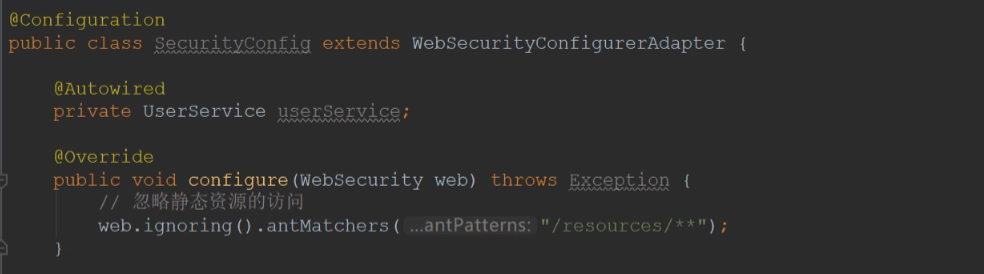 @Configuration
public class SecurityConfig extends WebSecurityConfigurerAdapter {
@Autowired
private UserService userService;
@Override
public void configure(WebSecurity web) throws Exception {
// 忽略静态资源的访问
web.ignoring().antMatchers( ...antPatterns: "/resources/**");
}